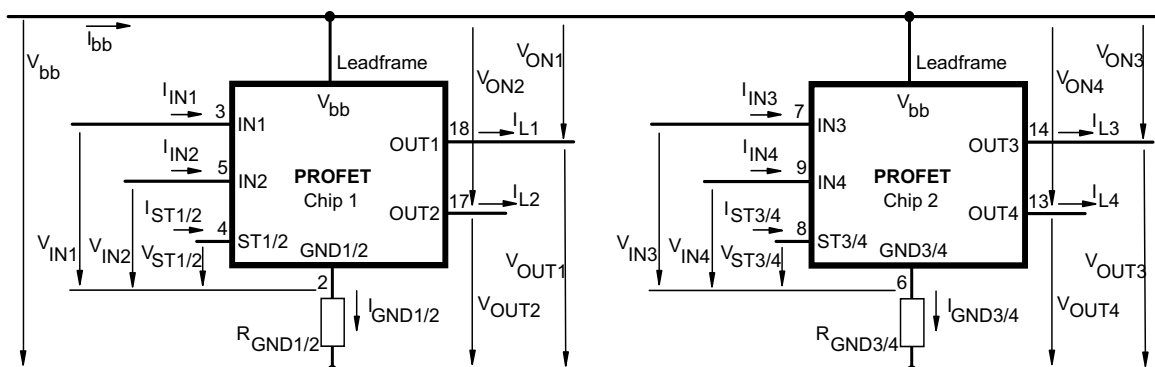 I bb
V bb
Leadframe
V bb
V ON1
V ON2
I IN1
3
IN1
18
I L1
OUT1
I IN2
5
IN2
PROFET
Chip 1
17
I L2
OUT2
I ST1/2
4
ST1/2
GND1/2
V IN1
V IN2
V ST1/2
V OUT1
V OUT2
2
I GND1/2
R GND1/2
Leadframe
V bb
V ON3
V ON4
I IN3
7
IN3
14
I L3
OUT3
I IN4
9
IN4
PROFET
Chip 2
13
I L4
OUT4
I ST3/4
8
ST3/4
GND3/4
V IN3
V IN4
V ST3/4
V OUT3
V OUT4
6
I GND3/4
R GND3/4